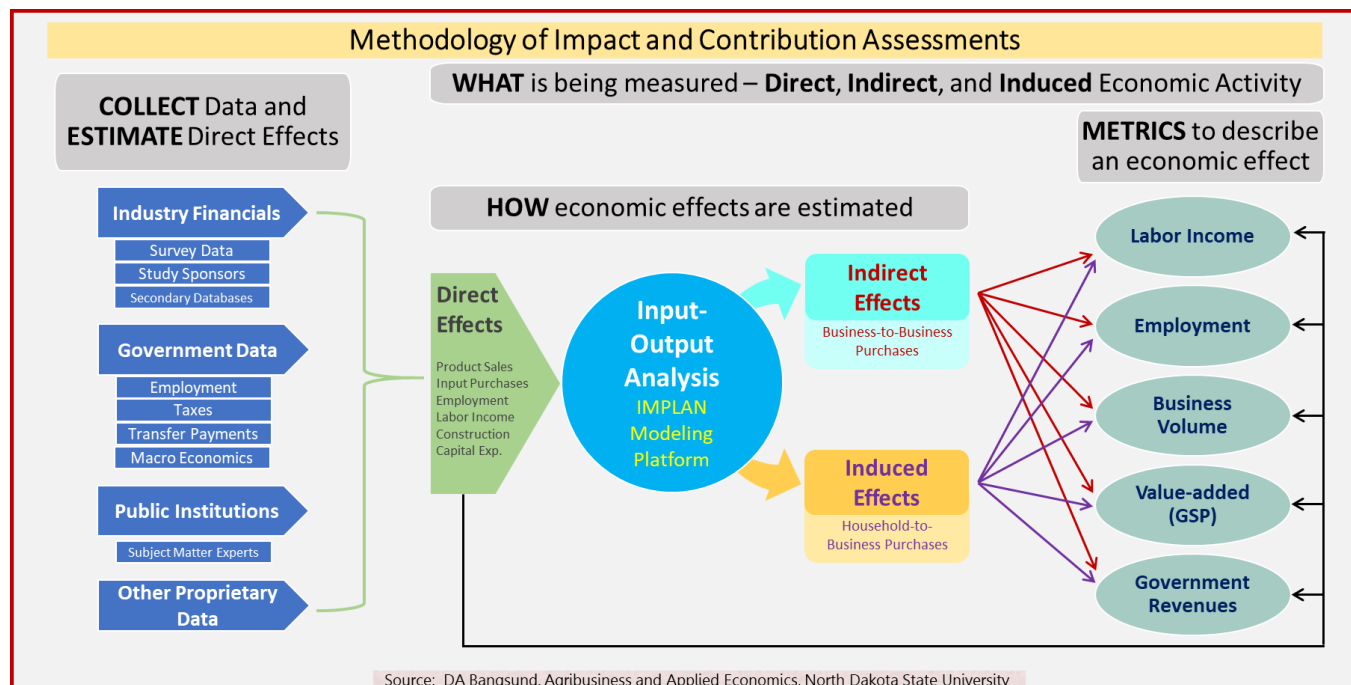 Methodology of Impact and Contribution Assessments
COLLECT Data and
ESTIMATE Direct Effects
WHAT is being measured – Direct, Indirect, and Induced Economic Activity
METRICS to describe
an economic effect
HOW economic effects are estimated
Industry Financials
Survey Data
Study Sponsors
Secondary Databases
Government Data
Employment
Taxes
Transfer Payments
Macro Economics
Public Institutions
Subject Matter Experts
Other Proprietary
Data
Direct
Effects
Product Sales
Input Purchases
Employment
Labor Income
Construction
Capital Exp.
Input-
Output
Analysis
IMPLAN
Modeling
Platform
Indirect
Effects
Business-to-Business
Purchases
Induced
Effects
Household-to-
Business Purchases
Labor Income
Employment
Business
Volume
Value-added
(GSP)
Government
Revenues
Source: DA Bangsund, Agribusiness and Applied Economics, North Dakota State University